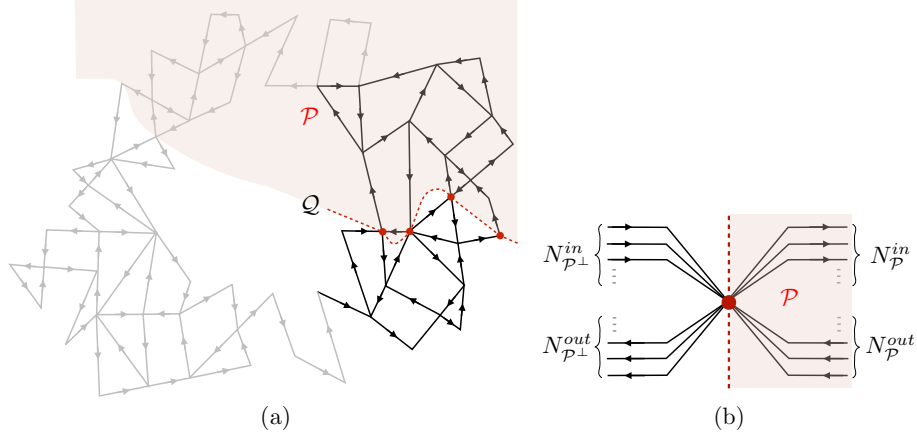 𝒫
𝒬
N^{in}_{𝒫^⊥}
N^{in}_{𝒫}
𝒫
N^{out}_{𝒫^⊥}
N^{out}_{𝒫}
(a)
(b)